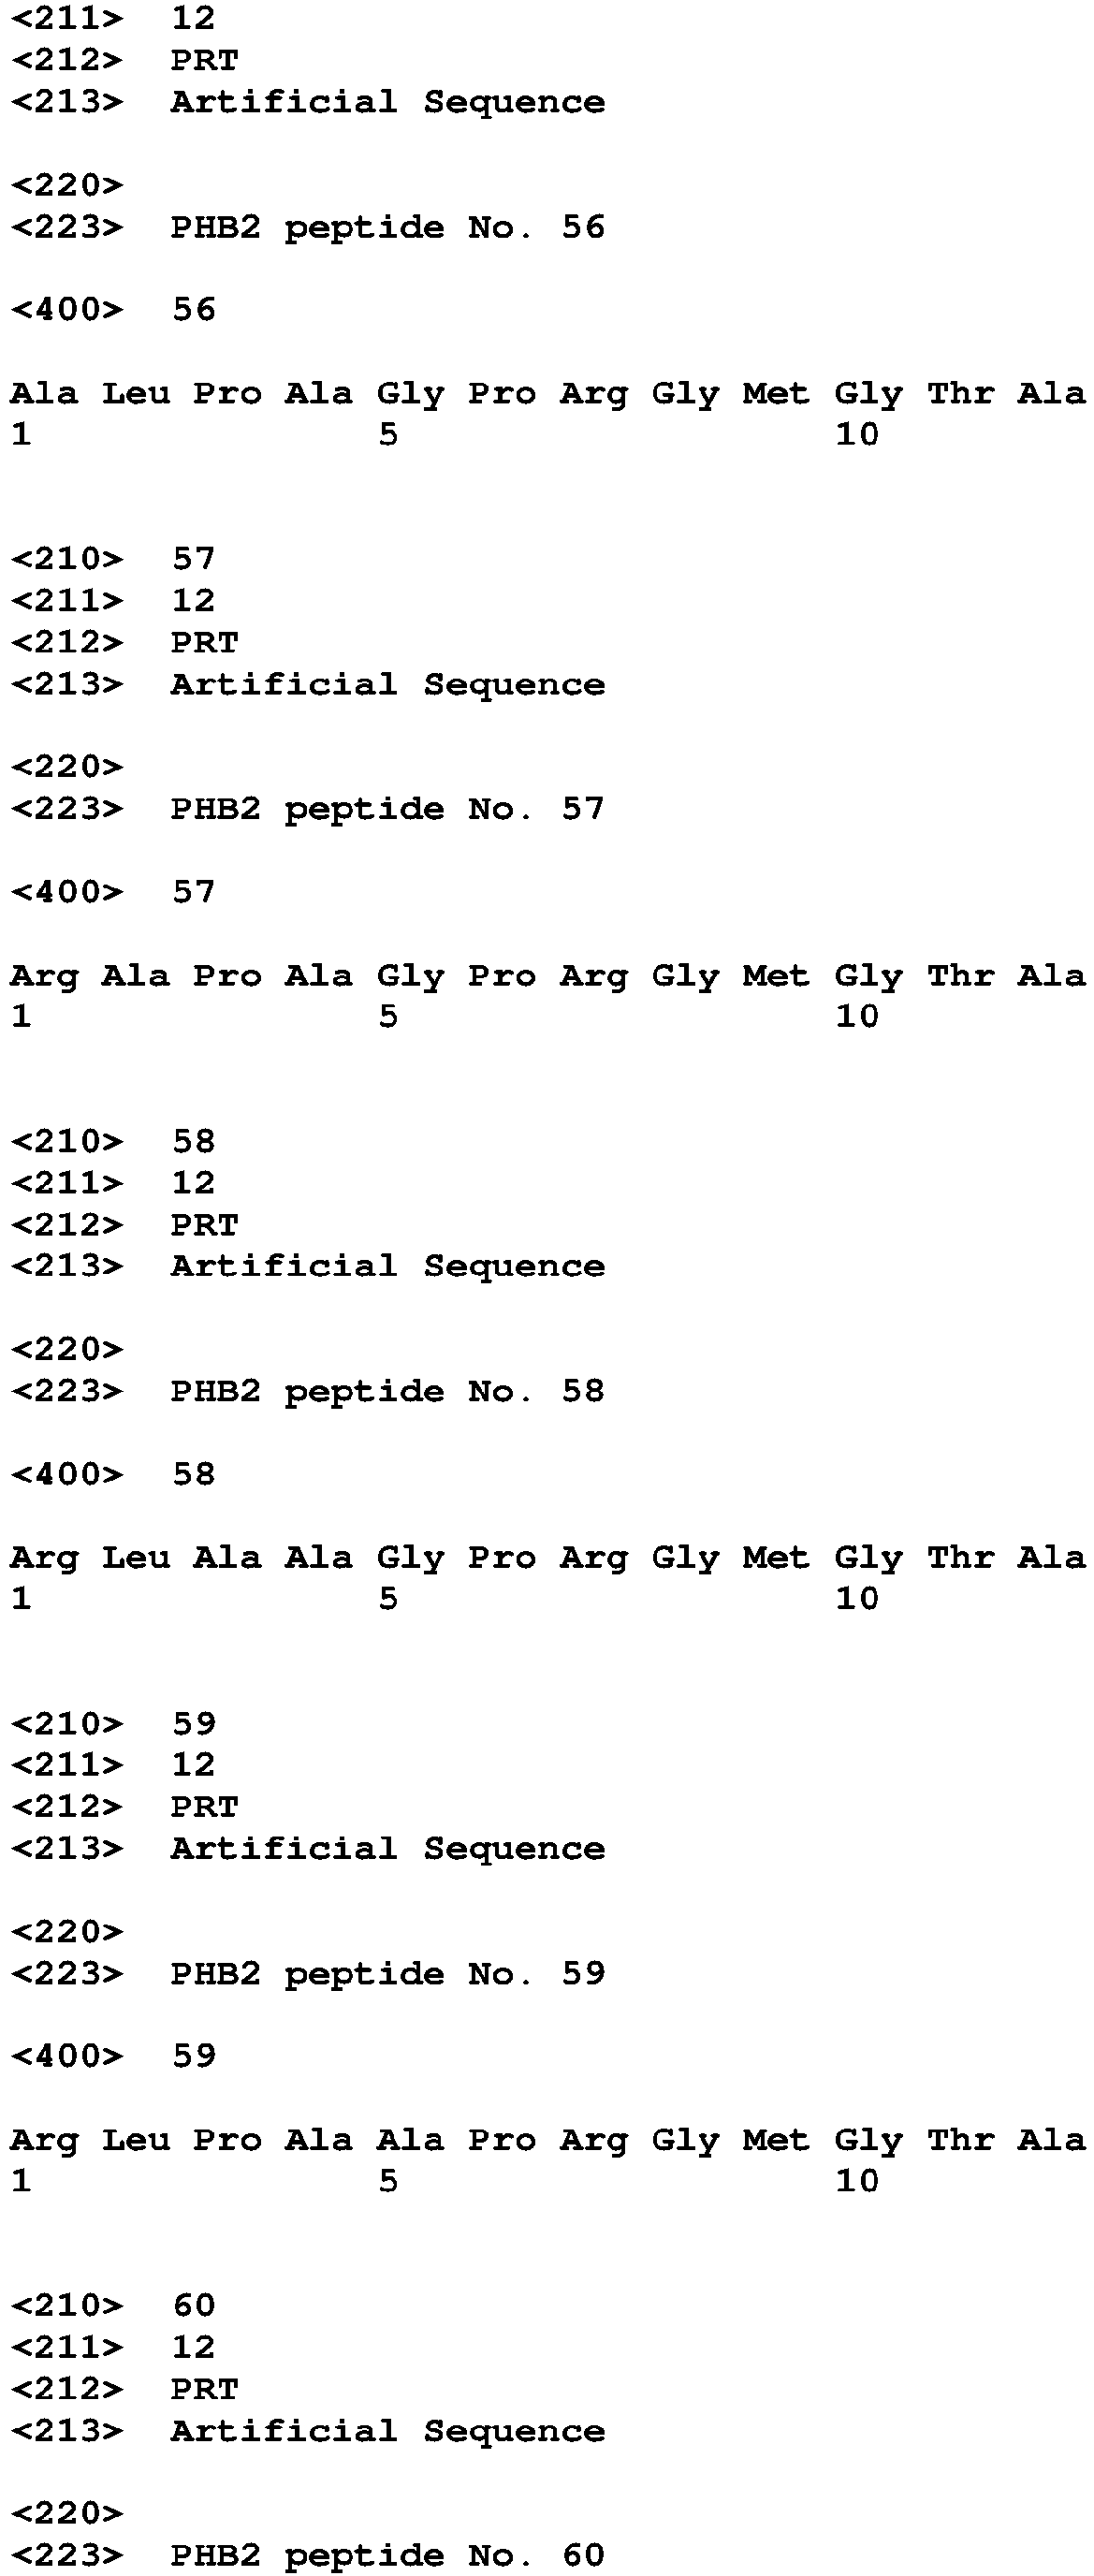 <211> 12
<212> PRT
<213> Artificial Sequence
<220>
<223> PHB2 peptide No. 56
<400> 56
Ala Leu Pro Ala Gly Pro Arg Gly Met Gly Thr Ala
1 5 10
<210> 57
<211> 12
<212> PRT
<213> Artificial Sequence
<220>
<223> PHB2 peptide No. 57
<400> 57
Arg Ala Pro Ala Gly Pro Arg Gly Met Gly Thr Ala
1 5 10
<210> 58
<211> 12
<212> PRT
<213> Artificial Sequence
<220>
<223> PHB2 peptide No. 58
<400> 58
Arg Leu Ala Ala Gly Pro Arg Gly Met Gly Thr Ala
1 5 10
<210> 59
<211> 12
<212> PRT
<213> Artificial Sequence
<220>
<223> PHB2 peptide No. 59
<400> 59
Arg Leu Pro Ala Ala Pro Arg Gly Met Gly Thr Ala
1 5 10
<210> 60
<211> 12
<212> PRT
<213> Artificial Sequence
<220>
<223> PHB2 peptide No. 60